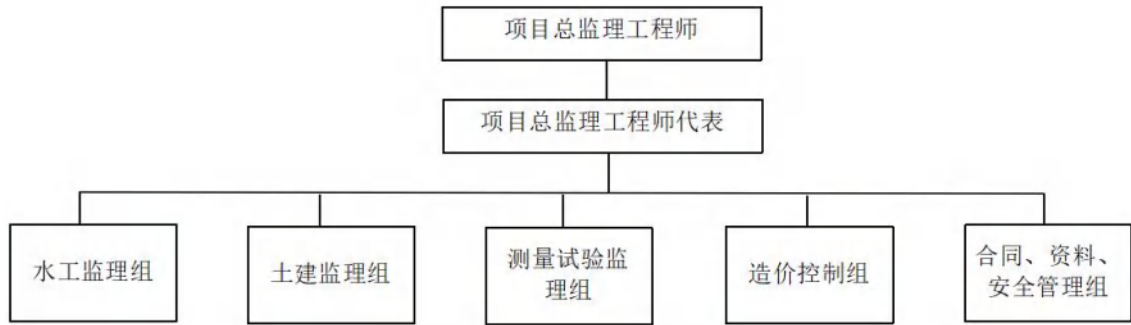 项目总监理工程师
项目总监理工程师代表
水工监理组
土建监理组
测量试验监
理组
造价控制组
合同、资料、
安全管理组